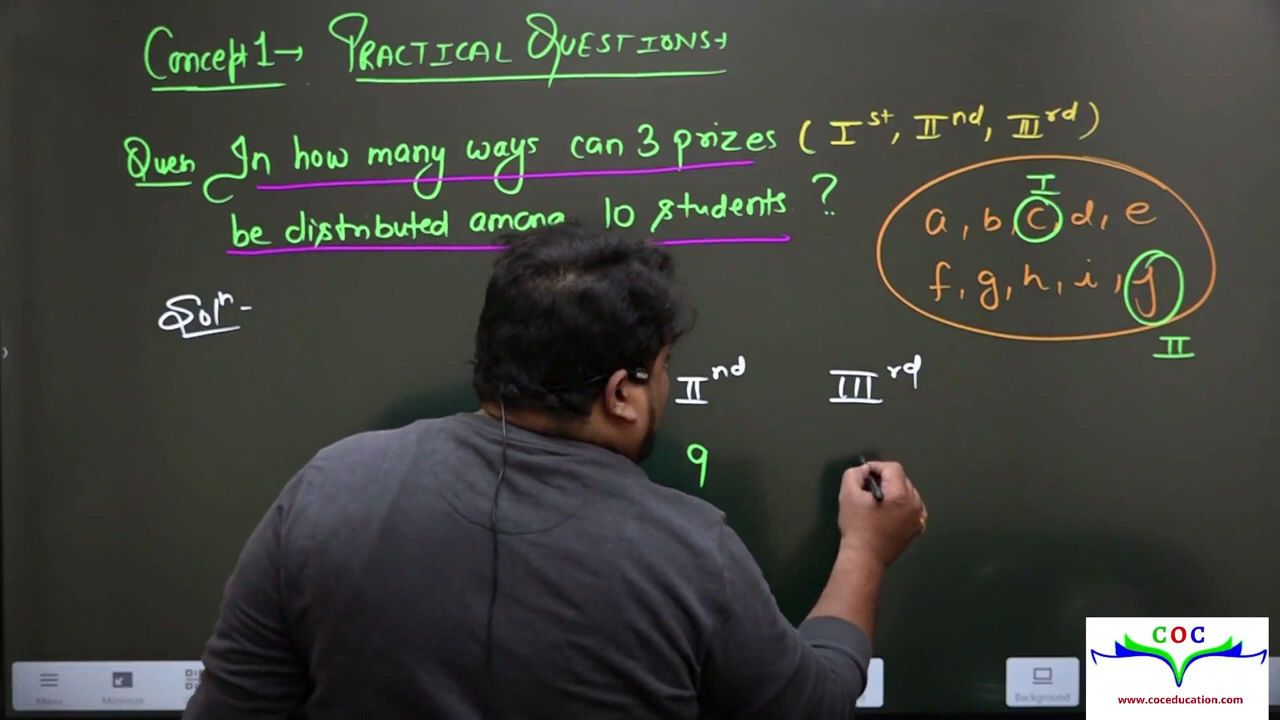 Concept 1→ PRACTICAL QUESTIONS→
Ques In how many ways can 3 prizes (Ist, IInd, IIIrd)
be distributed among 10 students ?
I
a, b, c, d, e
f, g, h, i, j
II
Soln-
IInd IIIrd
9
Background
COC
www.coceducation.com